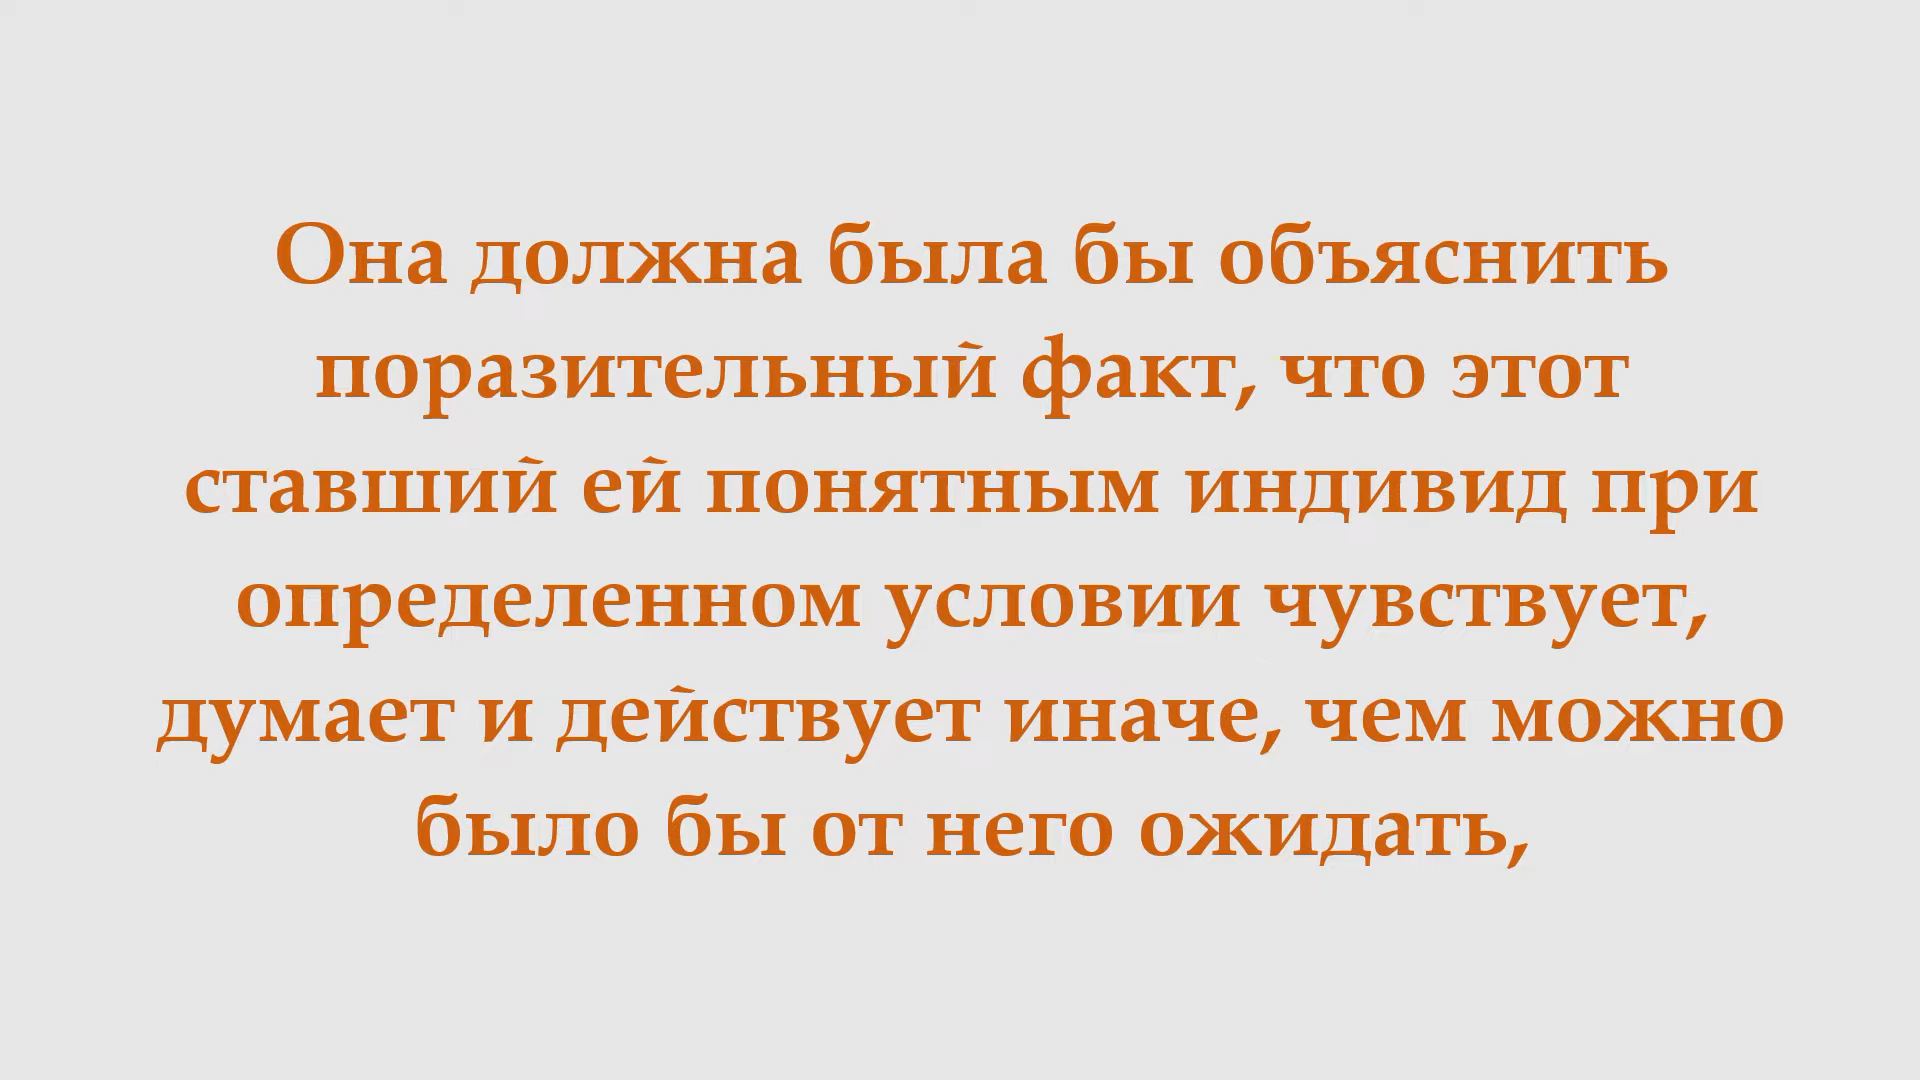 Она должна была бы объяснить
поразительный факт, что этот
ставший ей понятным индивид при
определенном условии чувствует,
думает и действует иначе, чем можно
было бы от него ожидать,